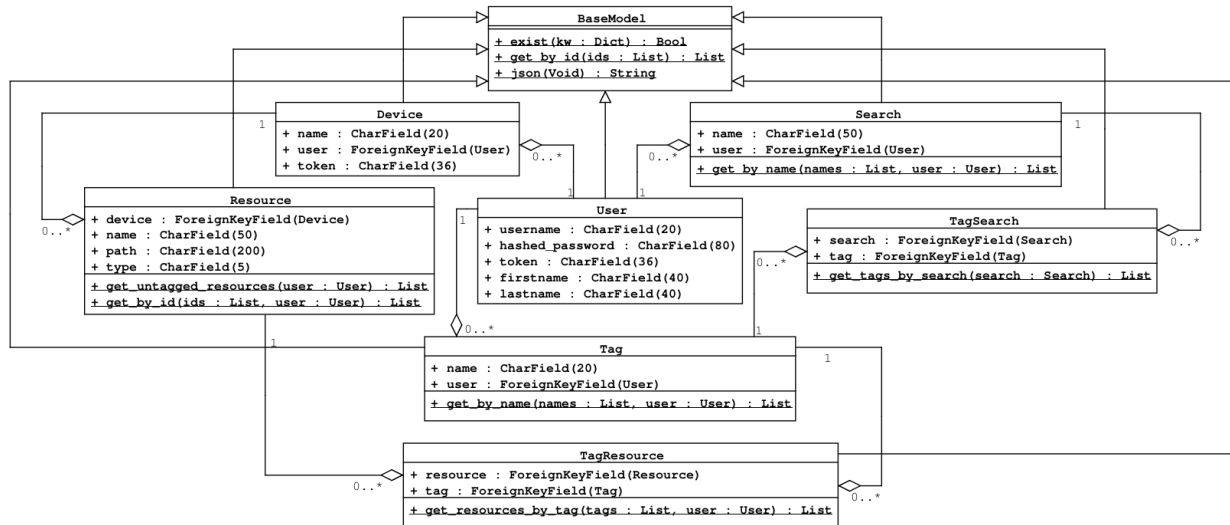 BaseModel
+ exist(kw : Dict) : Bool
+ get_by_id(ids : List) : List
+ json(Void) : String
Device
+ name : CharField(20)
+ user : ForeignKeyField(User)
+ token : CharField(36)
1
0..*
1
Search
+ name : CharField(50)
+ user : ForeignKeyField(User)
+ get_by_name(names : List, user : User) : List
1
0..*
1
Resource
+ device : ForeignKeyField(Device)
+ name : CharField(50)
+ path : CharField(200)
+ type : CharField(5)
+ get_untagged_resources(user : User) : List
+ get_by_id(ids : List, user : User) : List
0..*
1
User
+ username : CharField(20)
+ hashed_password : CharField(80)
+ token : CharField(36)
+ firstname : CharField(40)
+ lastname : CharField(40)
1
0..*
TagSearch
+ search : ForeignKeyField(Search)
+ tag : ForeignKeyField(Tag)
+ get_tags_by_search(search : Search) : List
0..*
0..*
1
Tag
+ name : CharField(20)
+ user : ForeignKeyField(User)
+ get_by_name(names : List, user : User) : List
1
TagResource
+ resource : ForeignKeyField(Resource)
+ tag : ForeignKeyField(Tag)
+ get_resources_by_tag(tags : List, user : User) : List
0..*
0..*